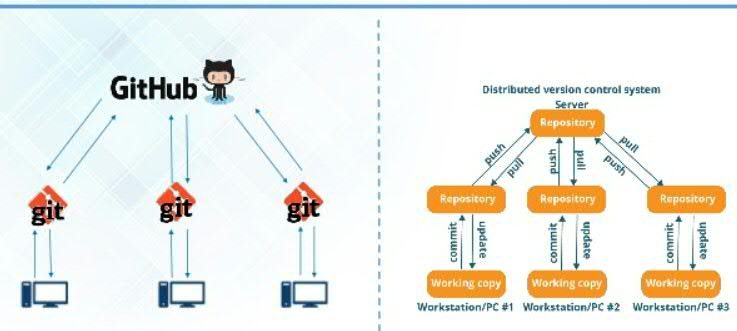 GitHub
git git git
Distributed version control system
Server
Repository
push pull push pull push pull
Repository Repository Repository
commit update commit update commit update
Working copy Working copy Working copy
Workstation/PC #1 Workstation/PC #2 Workstation/PC #3